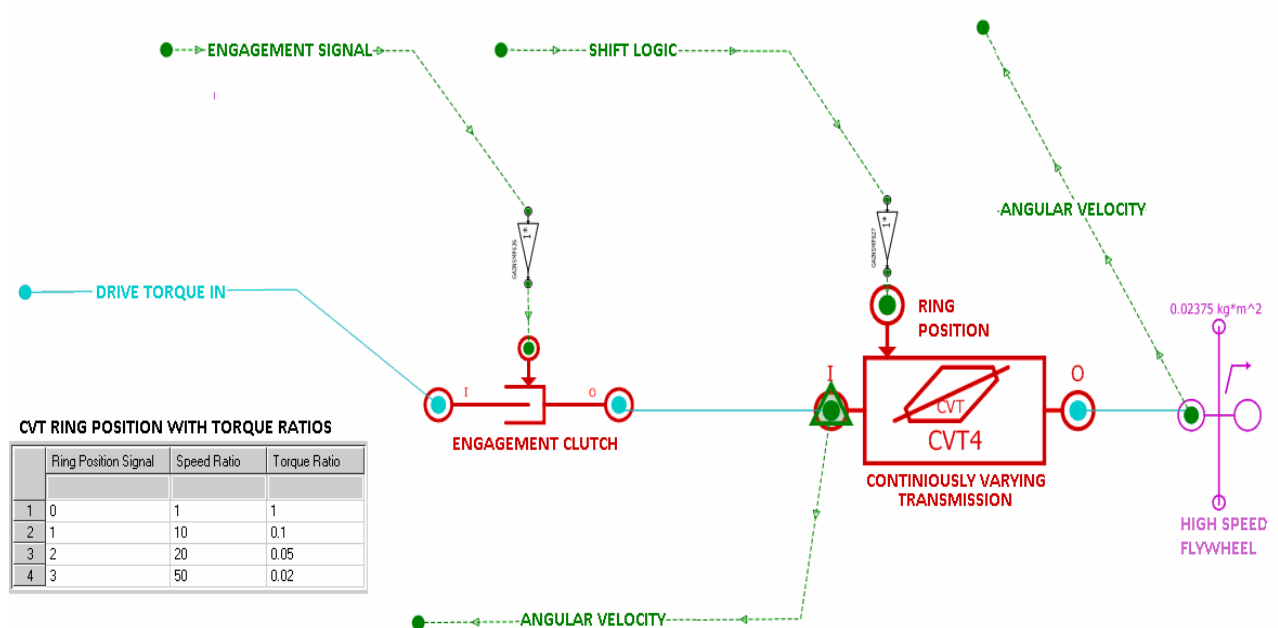 ENGAGEMENT SIGNAL
SHIFT LOGIC
ANGULAR VELOCITY
1*
GAINSMP626
1*
GAINSMP627
DRIVE TORQUE IN
RING
POSITION
0.02375 kg*m^2
I
O
I
O
CVT
CVT4
ENGAGEMENT CLUTCH
CONTINIOUSLY VARYING
TRANSMISSION
HIGH SPEED
FLYWHEEL
CVT RING POSITION WITH TORQUE RATIOS
Ring Position Signal Speed Ratio Torque Ratio
1 0 1 1
2 1 10 0.1
3 2 20 0.05
4 3 50 0.02
ANGULAR VELOCITY